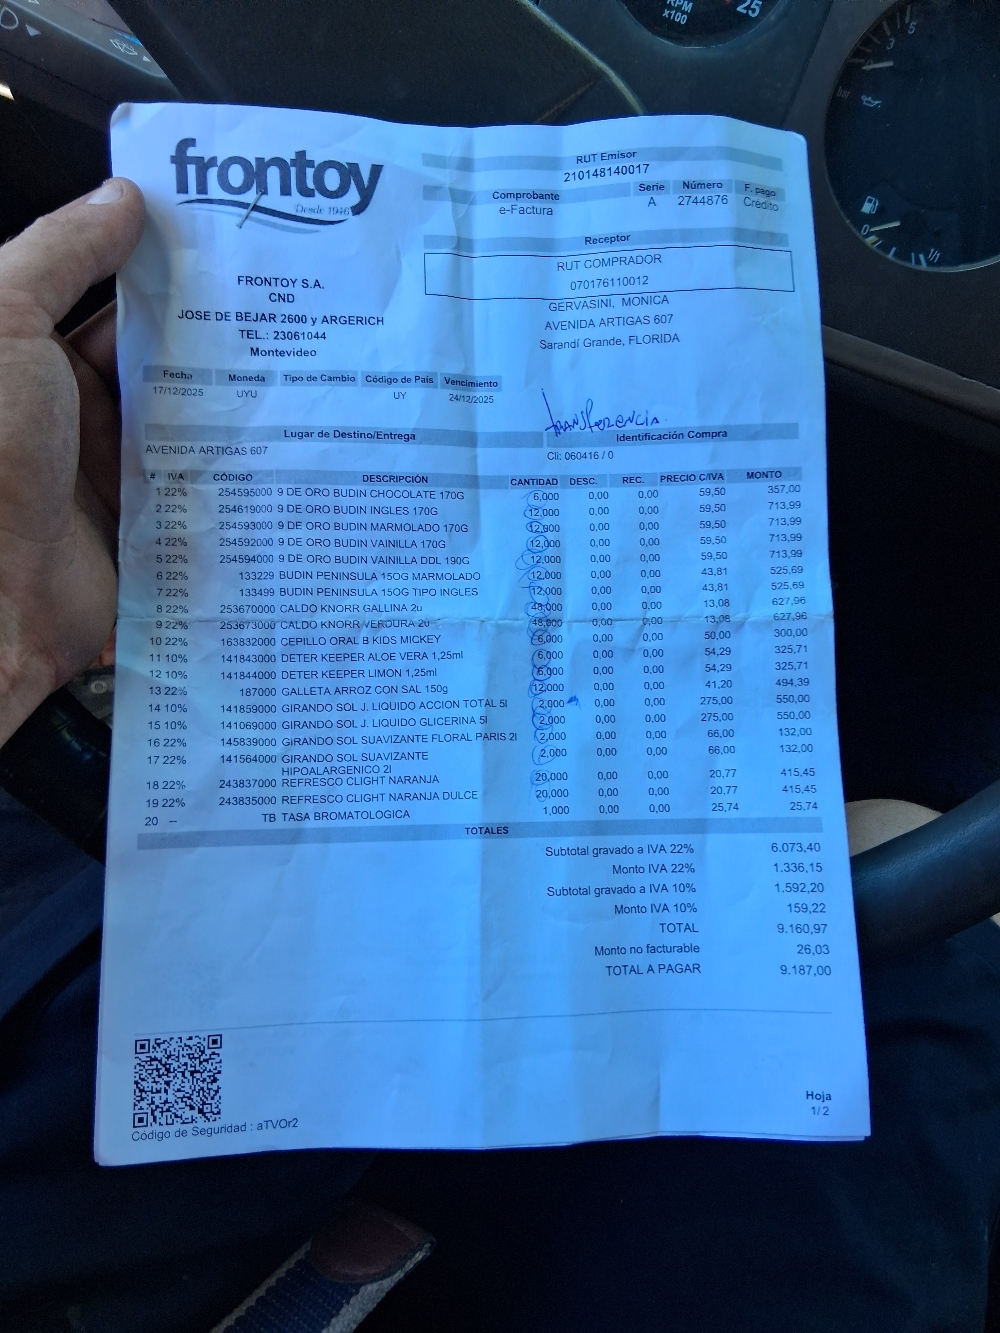 RPM
x100
25
5
3
bar
0
1/1
frontoy
Desde 1946
RUT Emisor
210148140017
Comprobante Serie Número F. pago
e-Factura A 2744876 Crédito
Receptor
RUT COMPRADOR
070176110012
GERVASINI, MONICA
AVENIDA ARTIGAS 607
Sarandí Grande, FLORIDA
FRONTOY S.A.
CND
JOSE DE BEJAR 2600 y ARGERICH
TEL.: 23061044
Montevideo
Fecha Moneda Tipo de Cambio Código de País Vencimiento
17/12/2025 UYU UY 24/12/2025
TRANSferencia
Lugar de Destino/Entrega Identificación Compra
AVENIDA ARTIGAS 607 Cli: 060416 / 0
# IVA CÓDIGO DESCRIPCIÓN CANTIDAD DESC. REC. PRECIO C/IVA MONTO
1 22% 254595000 9 DE ORO BUDIN CHOCOLATE 170G 6,000 0,00 0,00 59,50 357,00
2 22% 254619000 9 DE ORO BUDIN INGLES 170G 12,000 0,00 0,00 59,50 713,99
3 22% 254593000 9 DE ORO BUDIN MARMOLADO 170G 12,000 0,00 0,00 59,50 713,99
4 22% 254592000 9 DE ORO BUDIN VAINILLA 170G 12,000 0,00 0,00 59,50 713,99
5 22% 254594000 9 DE ORO BUDIN VAINILLA DDL 190G 12,000 0,00 0,00 59,50 713,99
6 22% 133229 BUDIN PENINSULA 15OG MARMOLADO 12,000 0,00 0,00 43,81 525,69
7 22% 133499 BUDIN PENINSULA 15OG TIPO INGLES 12,000 0,00 0,00 43,81 525,69
8 22% 253670000 CALDO KNORR GALLINA 2u 48,000 0,00 0,00 13,08 627,96
9 22% 253673000 CALDO KNORR VERDURA 2u 48,000 0,00 0,00 13,08 627,96
10 22% 163832000 CEPILLO ORAL B KIDS MICKEY 6,000 0,00 0,00 50,00 300,00
11 10% 141843000 DETER KEEPER ALOE VERA 1,25ml 6,000 0,00 0,00 54,29 325,71
12 10% 141844000 DETER KEEPER LIMON 1,25ml 6,000 0,00 0,00 54,29 325,71
13 22% 187000 GALLETA ARROZ CON SAL 150g 12,000 0,00 0,00 41,20 494,39
14 10% 141859000 GIRANDO SOL J. LIQUIDO ACCION TOTAL 5l 2,000 0,00 0,00 275,00 550,00
15 10% 141069000 GIRANDO SOL J. LIQUIDO GLICERINA 5l 2,000 0,00 0,00 275,00 550,00
16 22% 145839000 GIRANDO SOL SUAVIZANTE FLORAL PARIS 2l 2,000 0,00 0,00 66,00 132,00
17 22% 141564000 GIRANDO SOL SUAVIZANTE 2,000 0,00 0,00 66,00 132,00
HIPOALARGENICO 2l
18 22% 243837000 REFRESCO CLIGHT NARANJA 20,000 0,00 0,00 20,77 415,45
19 22% 243835000 REFRESCO CLIGHT NARANJA DULCE 20,000 0,00 0,00 20,77 415,45
20 -- TB TASA BROMATOLOGICA 1,000 0,00 0,00 25,74 25,74
TOTALES
Subtotal gravado a IVA 22% 6.073,40
Monto IVA 22% 1.336,15
Subtotal gravado a IVA 10% 1.592,20
Monto IVA 10% 159,22
TOTAL 9.160,97
Monto no facturable 26,03
TOTAL A PAGAR 9.187,00
Código de Seguridad : aTVOr2
Hoja
1/2